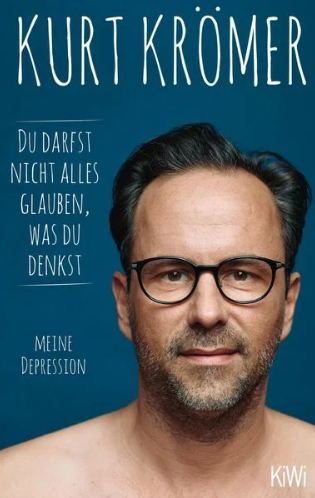 KURT KRÖMER
DU DARFST
NICHT ALLES
GLAUBEN,
WAS DU
DENKST
MEINE
DEPRESSION
KiWi